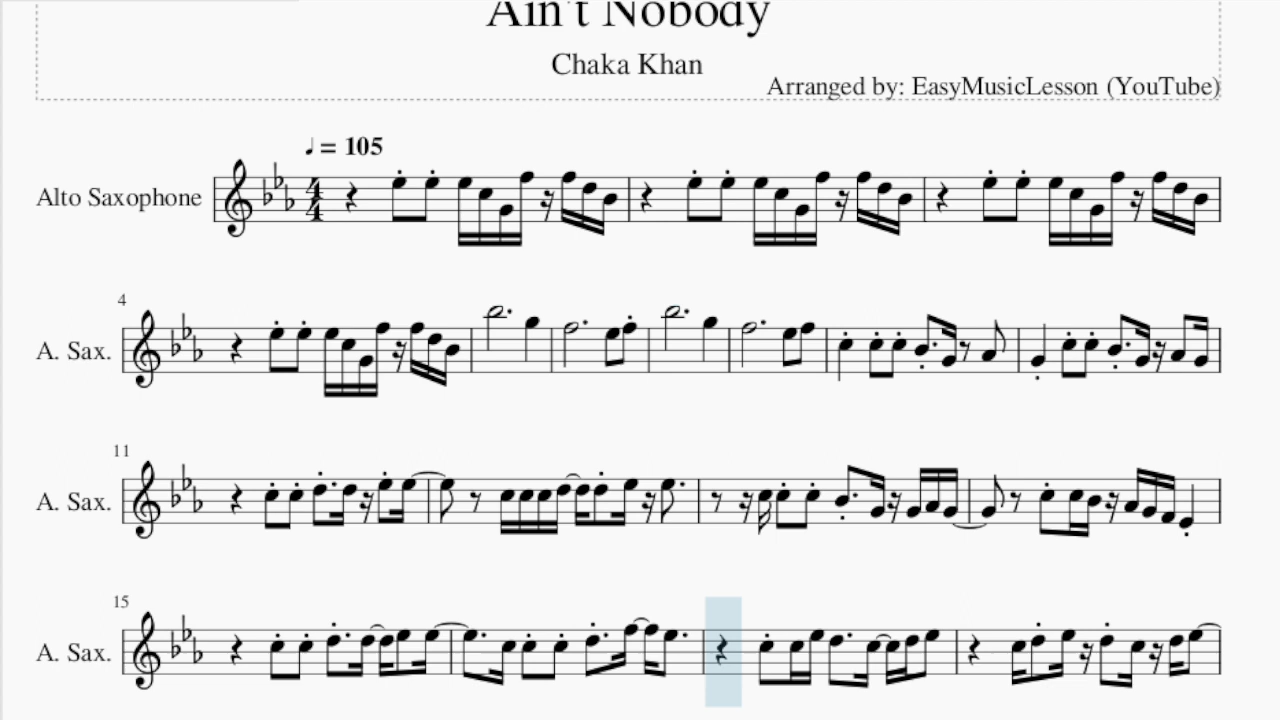 Ain't Nobody
Chaka Khan
Arranged by: EasyMusicLesson (YouTube)
= 105
Alto Saxophone
4
A. Sax.
11
A. Sax.
15
A. Sax.